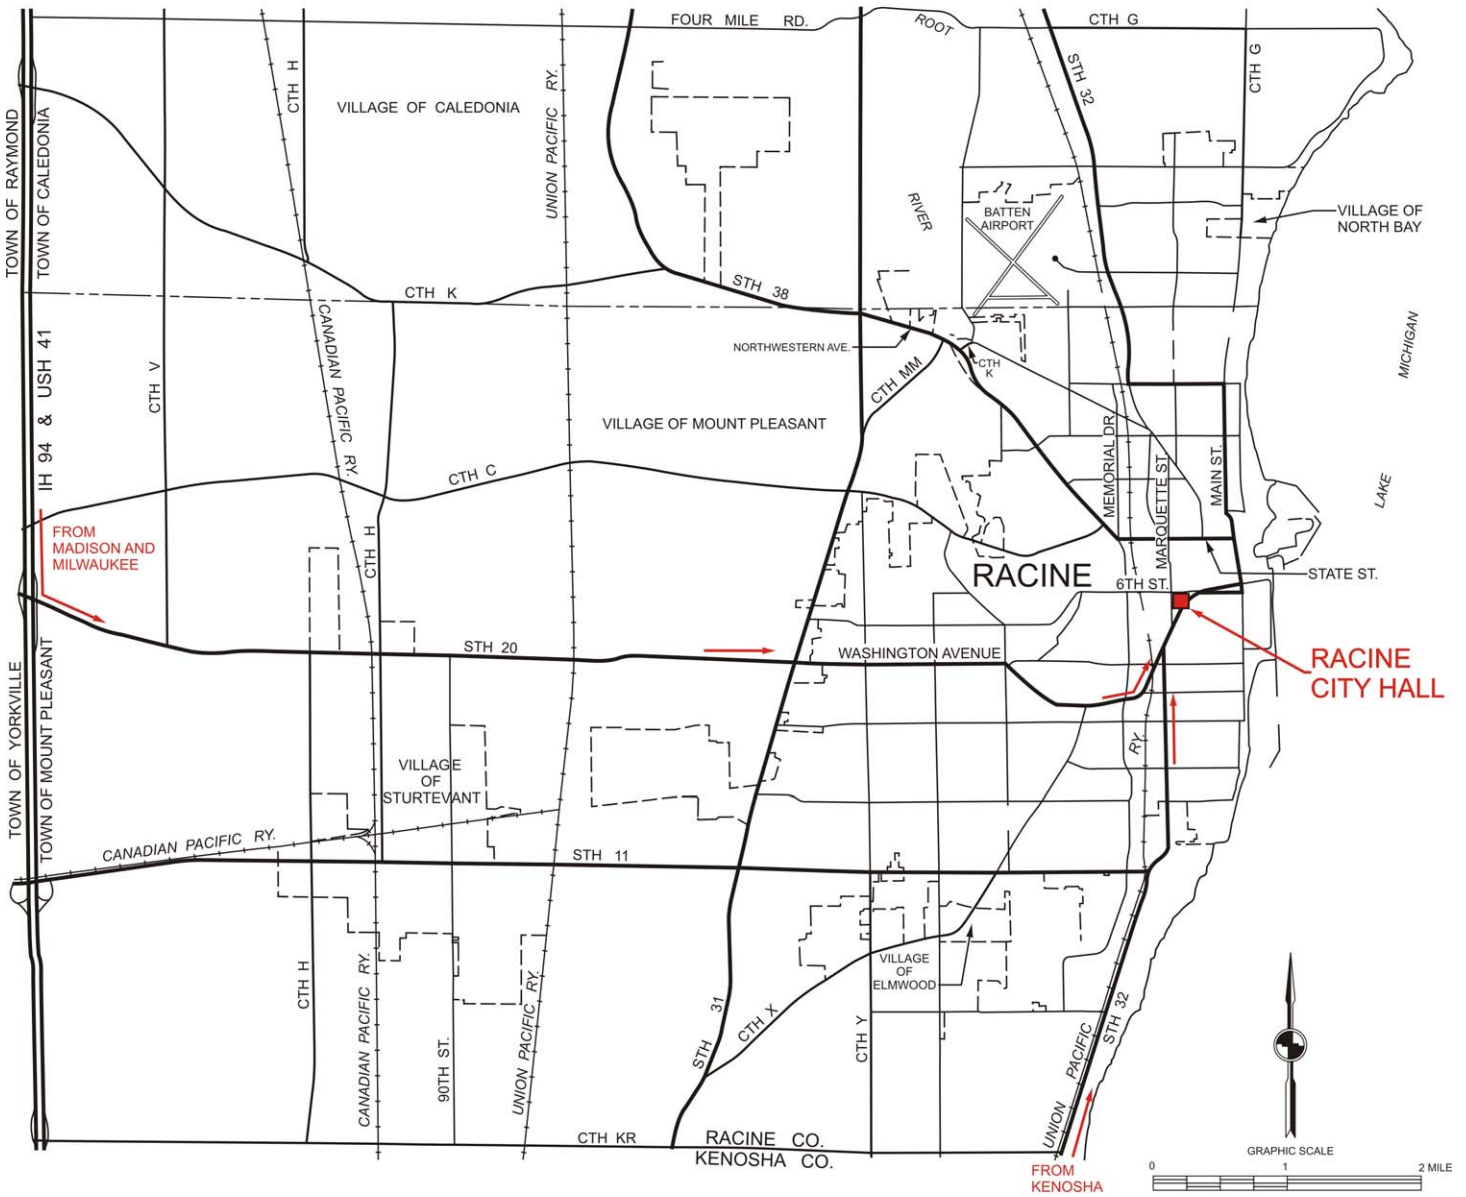 FOUR MILE RD.
ROOT
CTH G
TOWN OF RAYMOND
TOWN OF CALEDONIA
CTH H
VILLAGE OF CALEDONIA
UNION PACIFIC RY.
STH 32
CTH G
RIVER
BATTEN
AIRPORT
VILLAGE OF
NORTH BAY
CTH K
STH 38
CANADIAN PACIFIC RY.
NORTHWESTERN AVE.
CTH
K
MICHIGAN
IH 94 & USH 41
CTH V
CTH MM
VILLAGE OF MOUNT PLEASANT
MEMORIAL DR.
MARQUETTE ST.
MAIN ST.
CTH C
LAKE
FROM
MADISON AND
MILWAUKEE
CTH H
RACINE
6TH ST.
STATE ST.
TOWN OF YORKVILLE
TOWN OF MOUNT PLEASANT
STH 20
WASHINGTON AVENUE
RACINE
CITY HALL
RY.
VILLAGE
OF
STURTEVANT
CANADIAN PACIFIC RY.
STH 11
CTH H
CANADIAN PACIFIC RY.
90TH ST.
UNION PACIFIC RY.
STH 31
CTH X
CTH Y
VILLAGE
OF
ELMWOOD
UNION PACIFIC
STH 32
CTH KR
RACINE CO.
KENOSHA CO.
FROM
KENOSHA
GRAPHIC SCALE
0 1 2 MILE